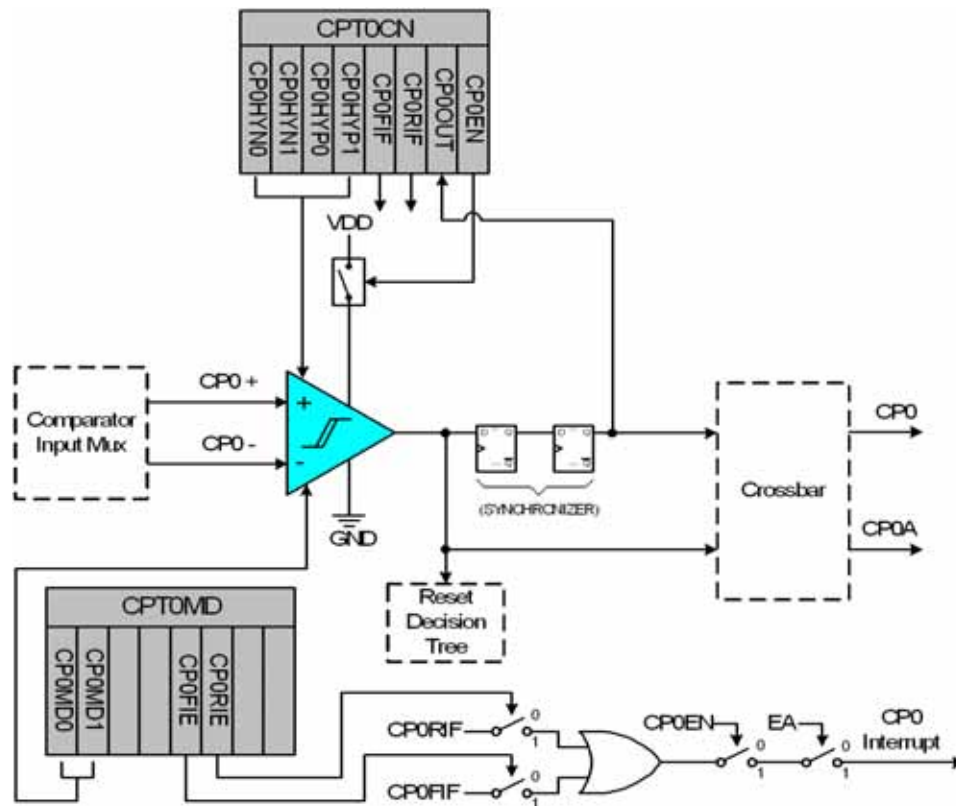 CPT0CN
CP0HYN0
CP0HYN1
CP0HYP0
CP0HYP1
CP0FIF
CP0RIF
CP0OUT
CP0EN
VDD
Comparator
Input Mux
CP0 +
CP0 -
+
-
GND
(SYNCHRONIZER)
Crossbar
CP0
CP0A
Reset
Decision
Tree
CPT0MD
CP0MD0
CP0MD1
CP0FIE
CP0RIE
CP0RIF
0
1
CP0FIF
0
1
CP0EN
0
1
EA
0
1
CP0
Interrupt